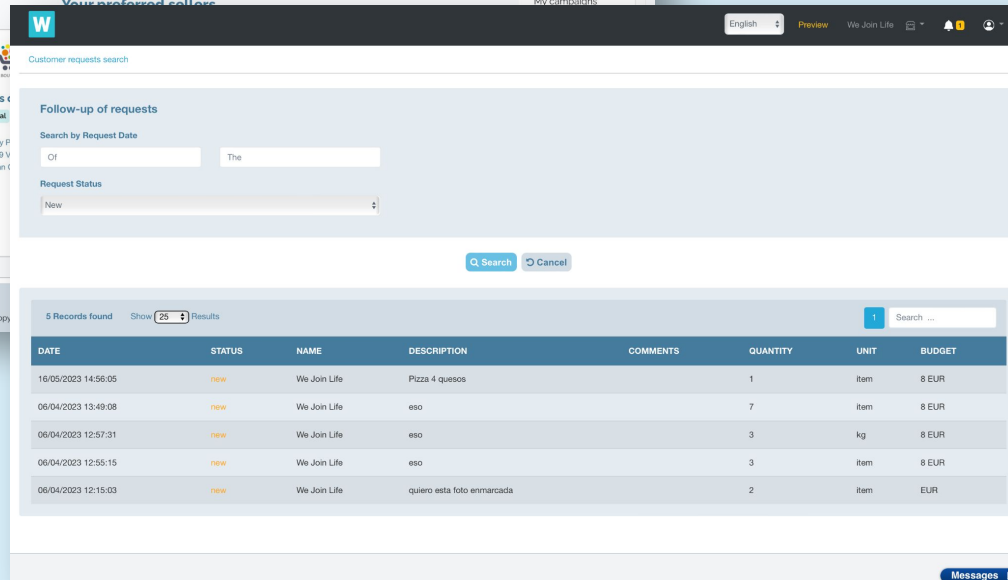 Your preferred sellers
My campaigns
W
English
Preview
We Join Life
1
Customer requests search
Follow-up of requests
Search by Request Date
Of The
Request Status
New
Search Cancel
5 Records found Show 25 Results 1 Search ...
DATE STATUS NAME DESCRIPTION COMMENTS QUANTITY UNIT BUDGET
16/05/2023 14:56:05 new We Join Life Pizza 4 quesos 1 item 8 EUR
06/04/2023 13:49:08 new We Join Life eso 7 item 8 EUR
06/04/2023 12:57:31 new We Join Life eso 3 kg 8 EUR
06/04/2023 12:55:15 new We Join Life eso 3 item 8 EUR
06/04/2023 12:15:03 new We Join Life quiero esta foto enmarcada 2 item EUR
Messages